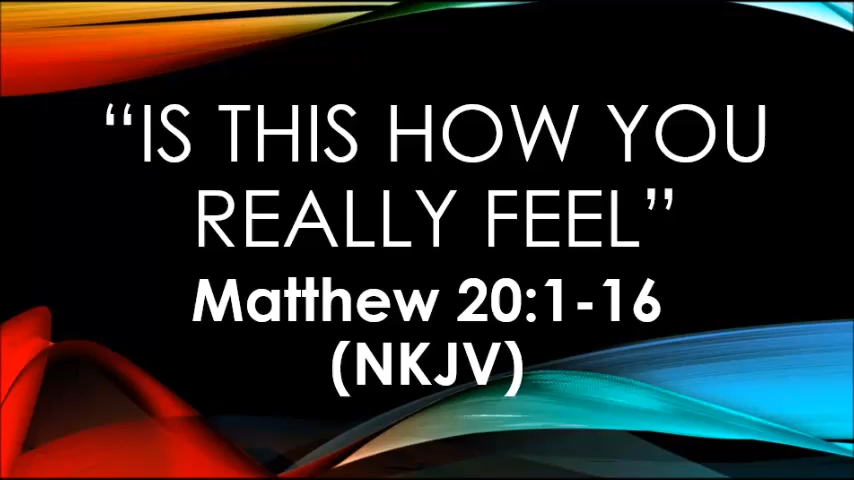 “IS THIS HOW YOU
REALLY FEEL”
Matthew 20:1-16
(NKJV)